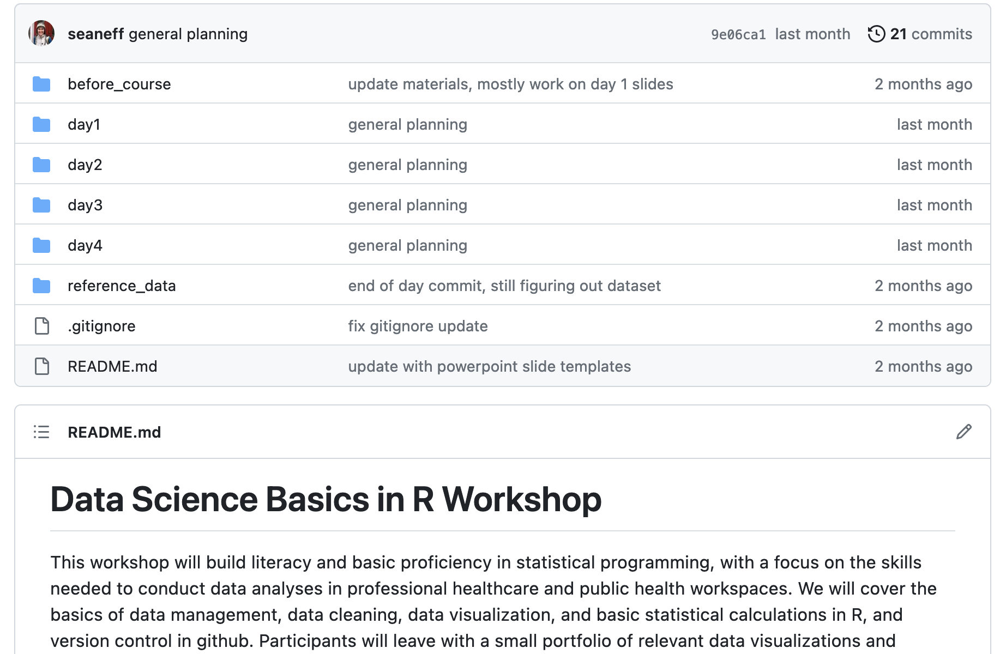 seaneff general planning 9e06ca1 last month 21 commits
before_course update materials, mostly work on day 1 slides 2 months ago
day1 general planning last month
day2 general planning last month
day3 general planning last month
day4 general planning last month
reference_data end of day commit, still figuring out dataset 2 months ago
.gitignore fix gitignore update 2 months ago
README.md update with powerpoint slide templates 2 months ago
README.md
Data Science Basics in R Workshop
This workshop will build literacy and basic proficiency in statistical programming, with a focus on the skills
needed to conduct data analyses in professional healthcare and public health workspaces. We will cover the
basics of data management, data cleaning, data visualization, and basic statistical calculations in R, and
version control in github. Participants will leave with a small portfolio of relevant data visualizations and